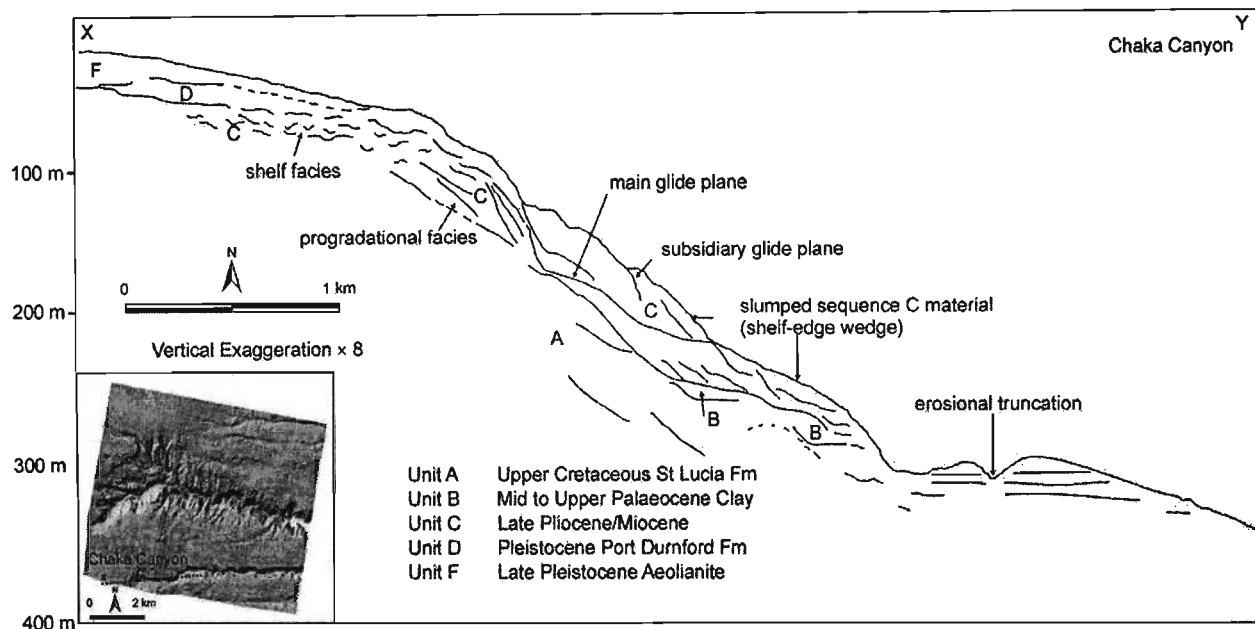 X
Y
Chaka Canyon
F
D
C
shelf facies
100 m
C
progradational facies
main glide plane
subsidiary glide plane
N
0 1 km
C
slumped sequence C material
(shelf-edge wedge)
200 m
A
Vertical Exaggeration × 8
B
B
erosional truncation
300 m
Unit A Upper Cretaceous St Lucia Fm
Unit B Mid to Upper Palaeocene Clay
Unit C Late Pliocene/Miocene
Unit D Pleistocene Port Durnford Fm
Unit F Late Pleistocene Aeolianite
Chaka Canyon
N
0 2 km
400 m